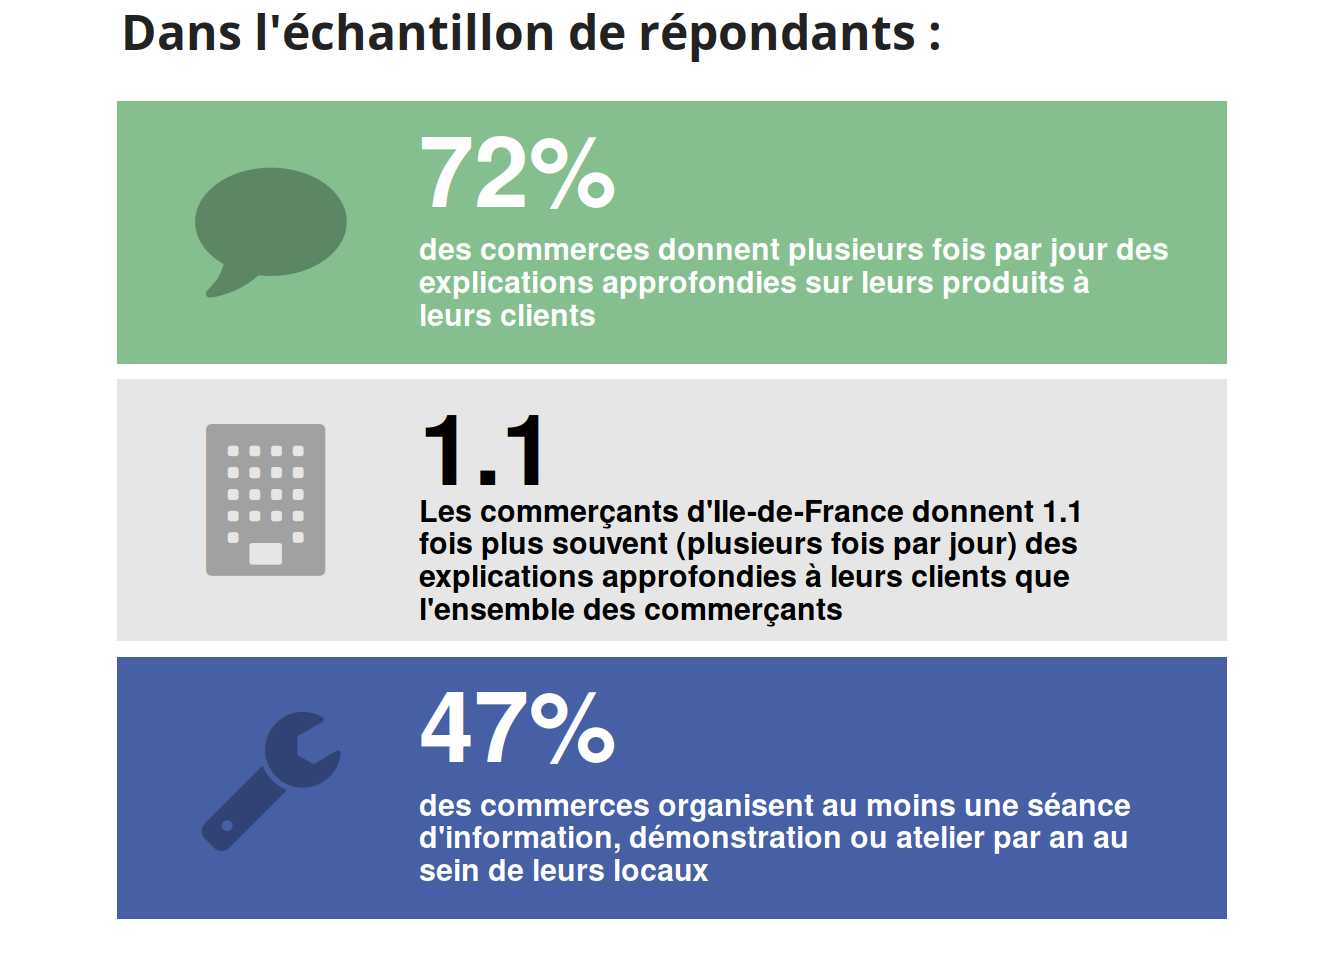 Dans l'échantillon de répondants :
72%
des commerces donnent plusieurs fois par jour des
explications approfondies sur leurs produits à
leurs clients
1.1
Les commerçants d'Ile-de-France donnent 1.1
fois plus souvent (plusieurs fois par jour) des
explications approfondies à leurs clients que
l'ensemble des commerçants
47%
des commerces organisent au moins une séance
d'information, démonstration ou atelier par an au
sein de leurs locaux